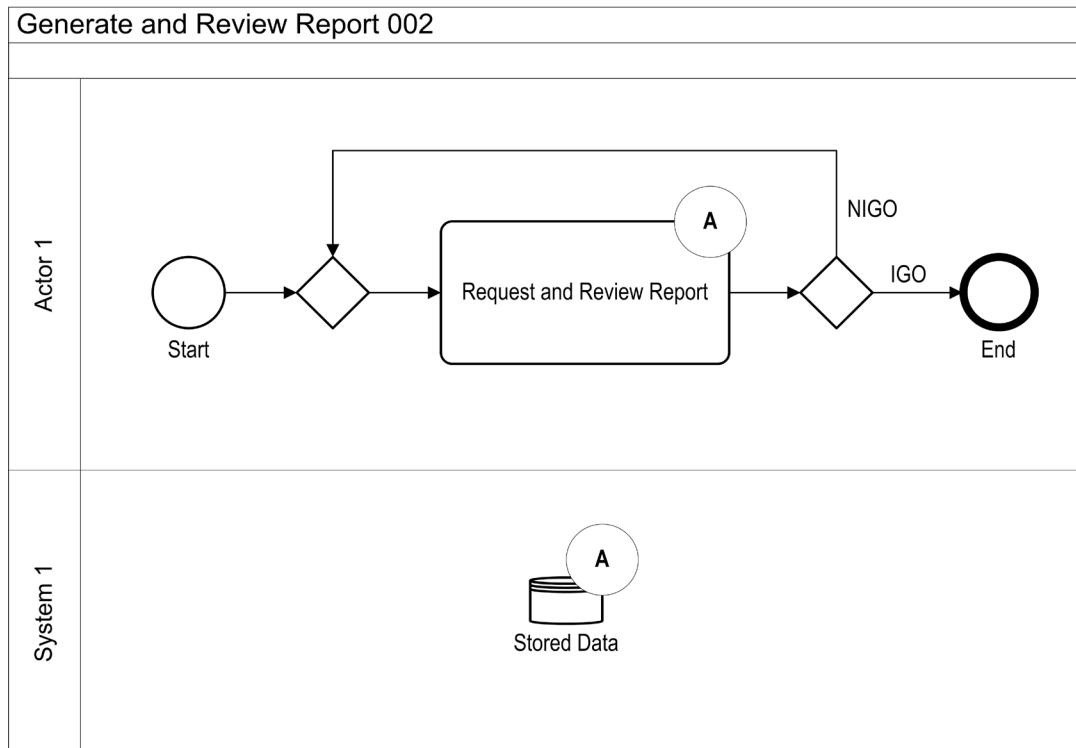 Generate and Review Report 002
Actor 1
NIGO
A
Request and Review Report
IGO
Start
End
System 1
A
Stored Data